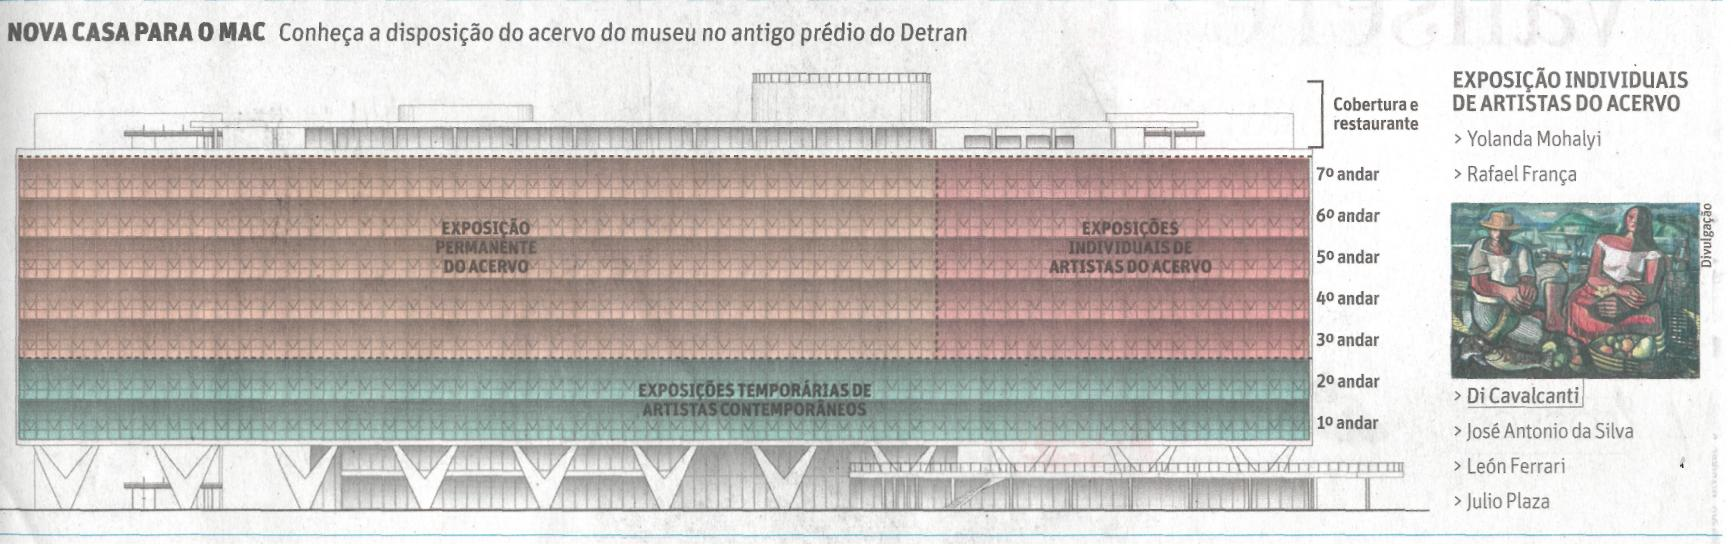 NOVA CASA PARA O MAC Conheça a disposição do acervo do museu no antigo prédio do Detran
Cobertura e
restaurante
7º andar
6º andar
5º andar
4º andar
3º andar
2º andar
1º andar
EXPOSIÇÃO
PERMANENTE
DO ACERVO
EXPOSIÇÕES
INDIVIDUAIS DE
ARTISTAS DO ACERVO
EXPOSIÇÕES TEMPORÁRIAS DE
ARTISTAS CONTEMPORÂNEOS
EXPOSIÇÃO INDIVIDUAIS
DE ARTISTAS DO ACERVO
> Yolanda Mohalyi
> Rafael França
Divulgação
> Di Cavalcanti
> José Antonio da Silva
> León Ferrari
> Julio Plaza